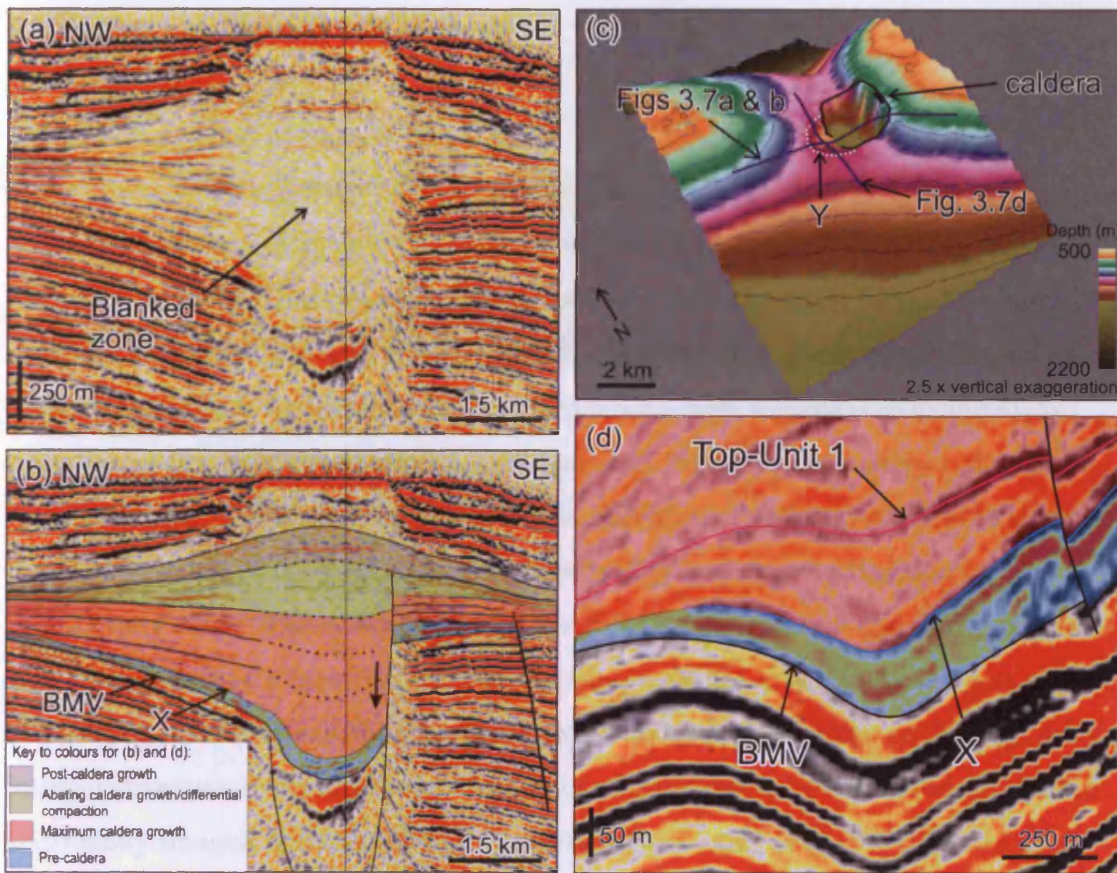 (a) NW
SE
Blanked
zone
250 m
1.5 km
(b) NW
SE
BMV
X
Key to colours for (b) and (d):
Post-caldera growth
Abating caldera growth/differential
compaction
Maximum caldera growth
Pre-caldera
1.5 km
(c)
caldera
Figs 3.7a & b
Y
Fig. 3.7d
Depth (m)
500
2200
N
2 km
2.5 x vertical exaggeration
(d)
Top-Unit 1
BMV
X
50 m
250 m